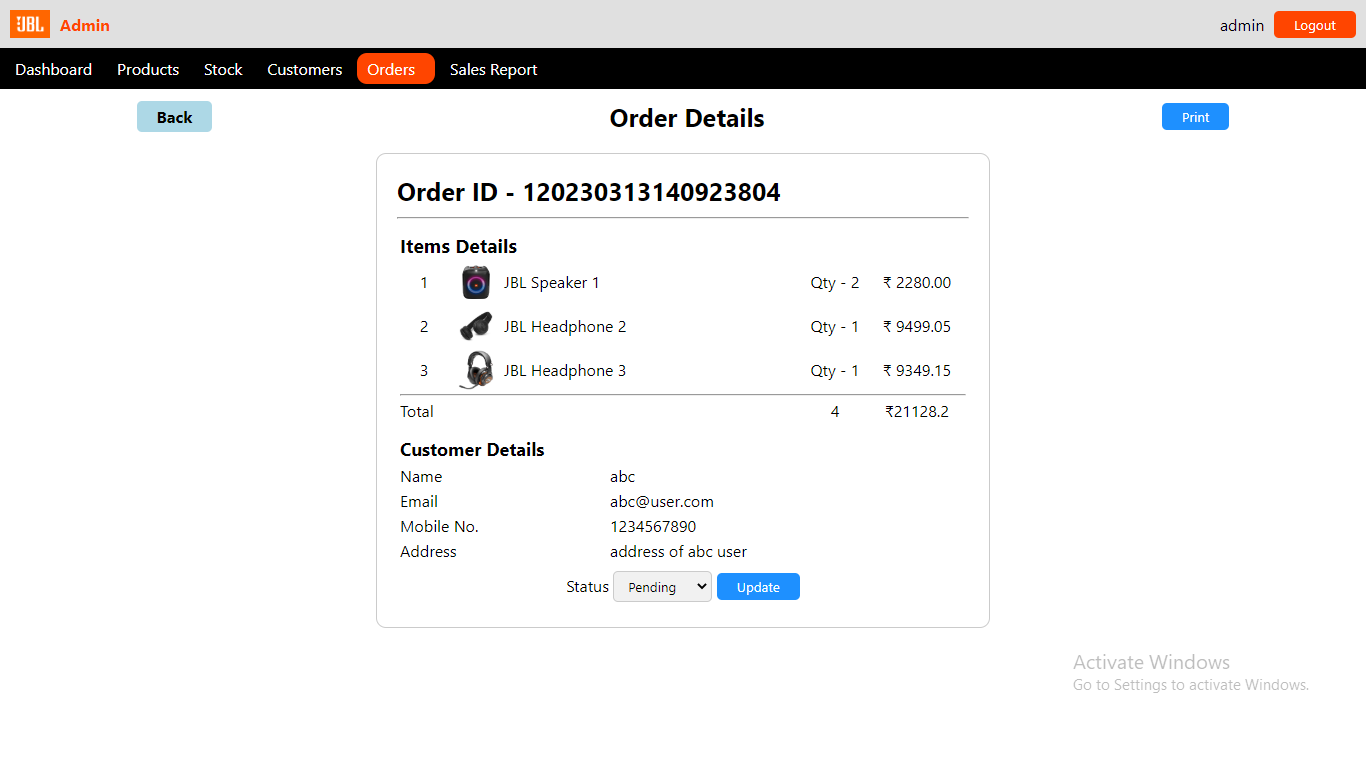 JBL Admin admin Logout
Dashboard Products Stock Customers Orders Sales Report
Back Order Details Print
Order ID - 120230313140923804
Items Details
1 JBL Speaker 1 Qty - 2 ₹ 2280.00
2 JBL Headphone 2 Qty - 1 ₹ 9499.05
3 JBL Headphone 3 Qty - 1 ₹ 9349.15
Total 4 ₹21128.2
Customer Details
Name abc
Email abc@user.com
Mobile No. 1234567890
Address address of abc user
Status Pending Update
Activate Windows
Go to Settings to activate Windows.